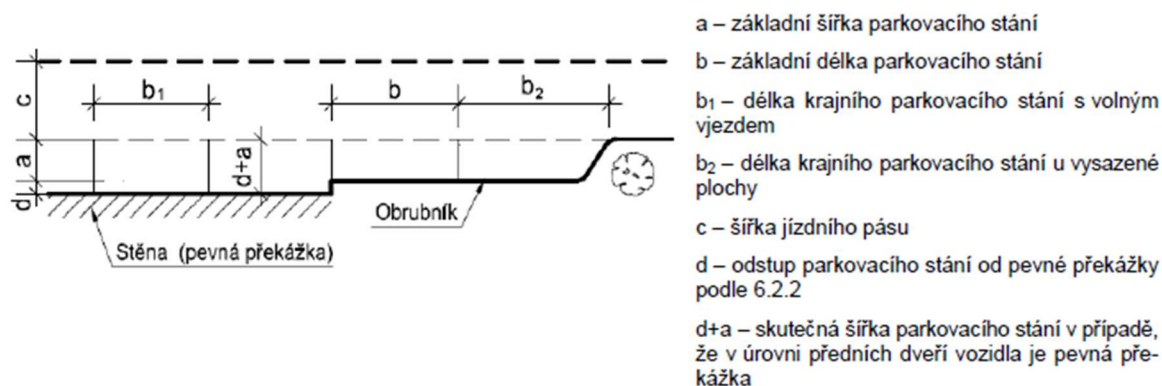 c
b₁
b
b₂
a
d+a
d
Obrubník
Stěna (pevná překážka)
a – základní šířka parkovacího stání
b – základní délka parkovacího stání
b₁ – délka krajního parkovací stání s volným
vjezdem
b₂ – délka krajního parkovacího stání u vysazené
plochy
c – šířka jízdního pásu
d – odstup parkovacího stání od pevné překážky
podle 6.2.2
d+a – skutečná šířka parkovacího stání v případě,
že v úrovni předních dveří vozidla je pevná pře-
kážka